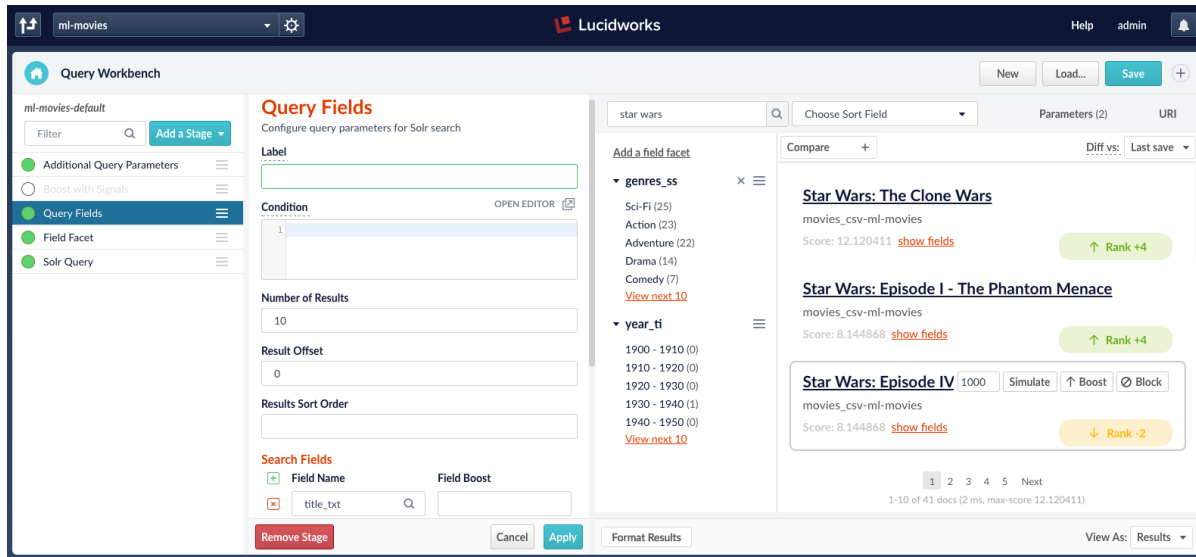 ml-movies
Lucidworks
Help
admin
Query Workbench
New
Load...
Save
ml-movies-default
Filter
Add a Stage
Additional Query Parameters
Boost with Signals
Query Fields
Field Facet
Solr Query
Query Fields
Configure query parameters for Solr search
Label
Condition
OPEN EDITOR
1
Number of Results
10
Result Offset
0
Results Sort Order
Search Fields
Field Name
Field Boost
title_txt
Remove Stage
Cancel
Apply
star wars
Choose Sort Field
Parameters (2)
URI
Add a field facet
genres_ss
Sci-Fi (25)
Action (23)
Adventure (22)
Drama (14)
Comedy (7)
View next 10
year_ti
1900 - 1910 (0)
1910 - 1920 (0)
1920 - 1930 (0)
1930 - 1940 (1)
1940 - 1950 (0)
View next 10
Compare +
Diff vs: Last save
Star Wars: The Clone Wars
movies_csv-ml-movies
Score: 12.120411 show fields
↑ Rank +4
Star Wars: Episode I - The Phantom Menace
movies_csv-ml-movies
Score: 8.144868 show fields
↑ Rank +4
Star Wars: Episode IV 1000 Simulate ↑ Boost Block
movies_csv-ml-movies
Score: 8.144868 show fields
↓ Rank -2
1 2 3 4 5 Next
1-10 of 41 docs (2 ms, max-score 12.120411)
Format Results
View As: Results